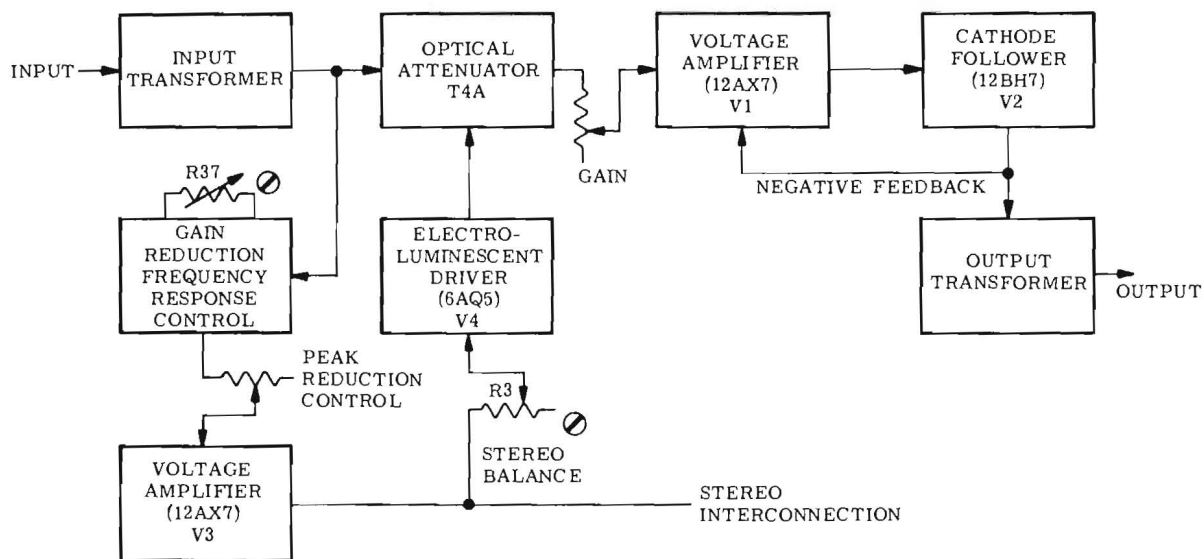 INPUT
INPUT
TRANSFORMER
OPTICAL
ATTENUATOR
T4A
GAIN
VOLTAGE
AMPLIFIER
(12AX7)
V1
CATHODE
FOLLOWER
(12BH7)
V2
NEGATIVE FEEDBACK
R37
GAIN
REDUCTION
FREQUENCY
RESPONSE
CONTROL
ELECTRO-
LUMINESCENT
DRIVER
(6AQ5)
V4
OUTPUT
TRANSFORMER
OUTPUT
PEAK
REDUCTION
CONTROL
R3
STEREO
BALANCE
VOLTAGE
AMPLIFIER
(12AX7)
V3
STEREO
INTERCONNECTION